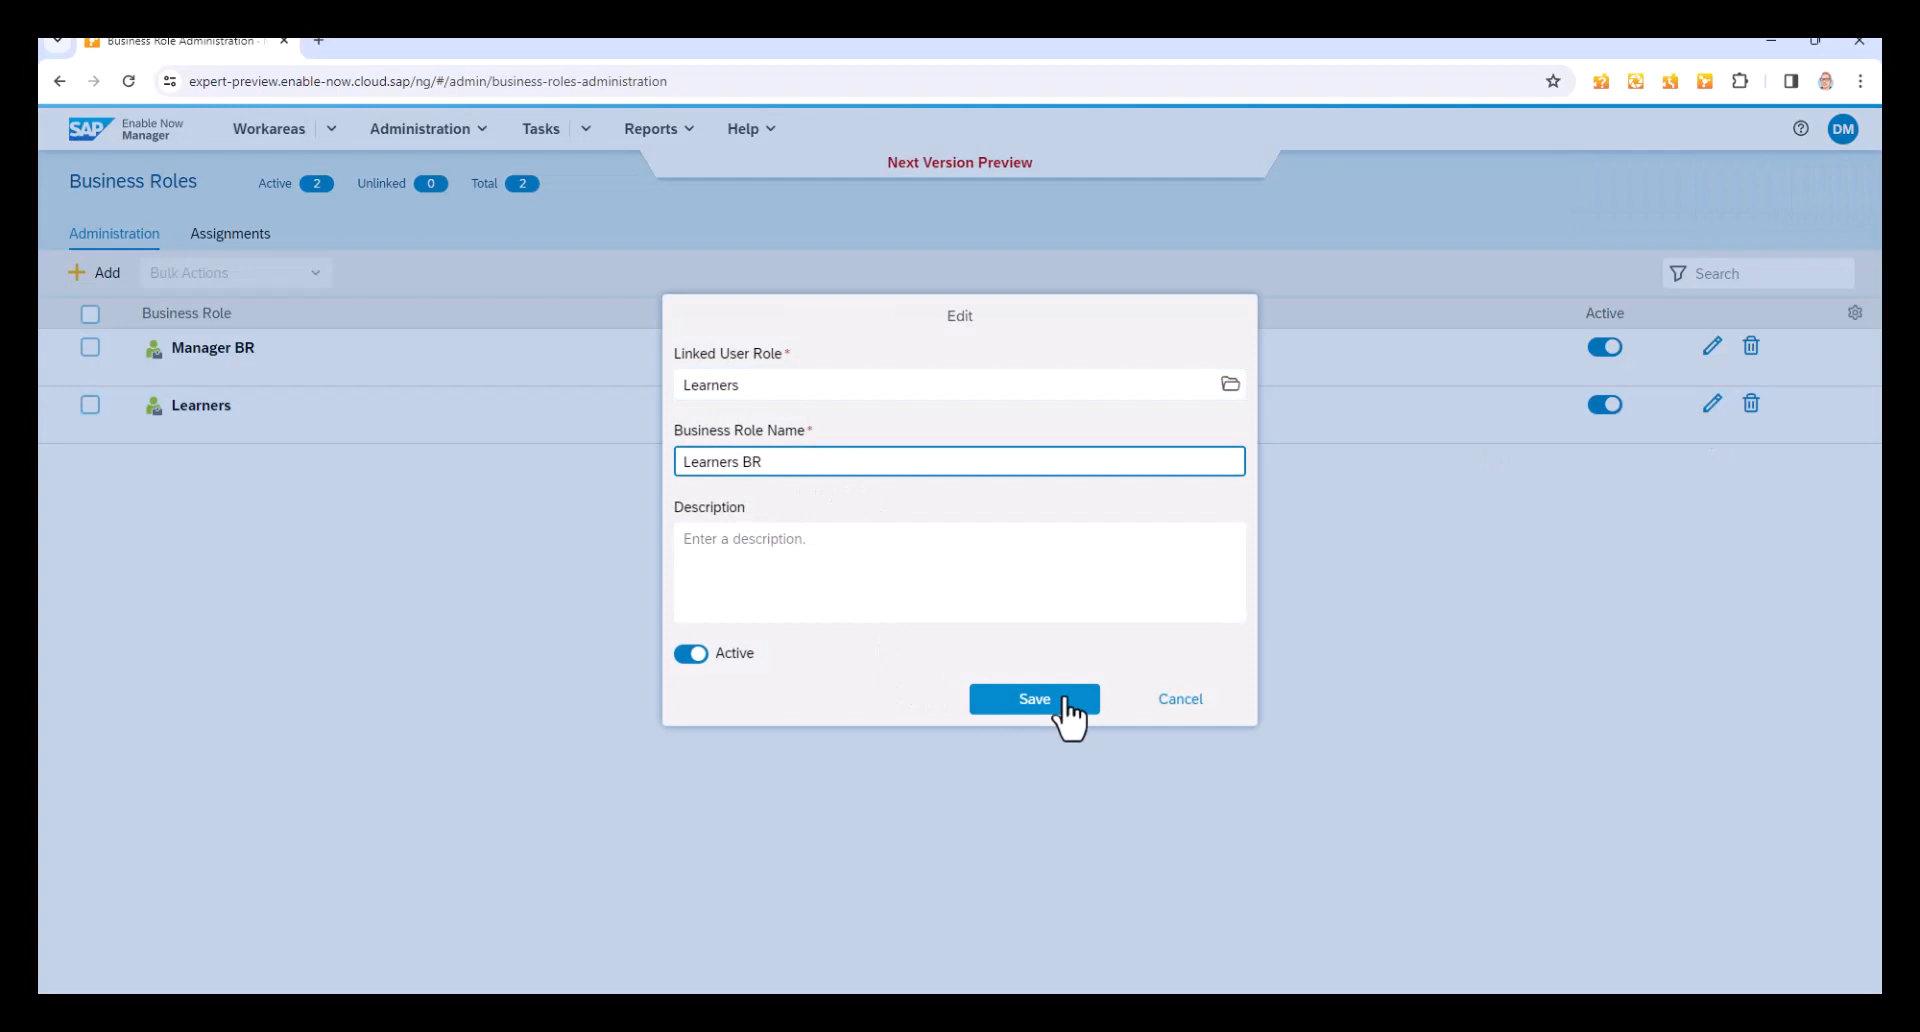 Business Role Administration -
expert-preview.enable-now.cloud.sap/ng/#/admin/business-roles-administration
SAP Enable Now Manager Workareas Administration Tasks Reports Help DM
Next Version Preview
Business Roles Active 2 Unlinked 0 Total 2
Administration Assignments
Add Bulk Actions Search
Business Role Active
Manager BR
Learners
Edit
Linked User Role*
Learners
Business Role Name*
Learners BR
Description
Enter a description.
Active
Save Cancel